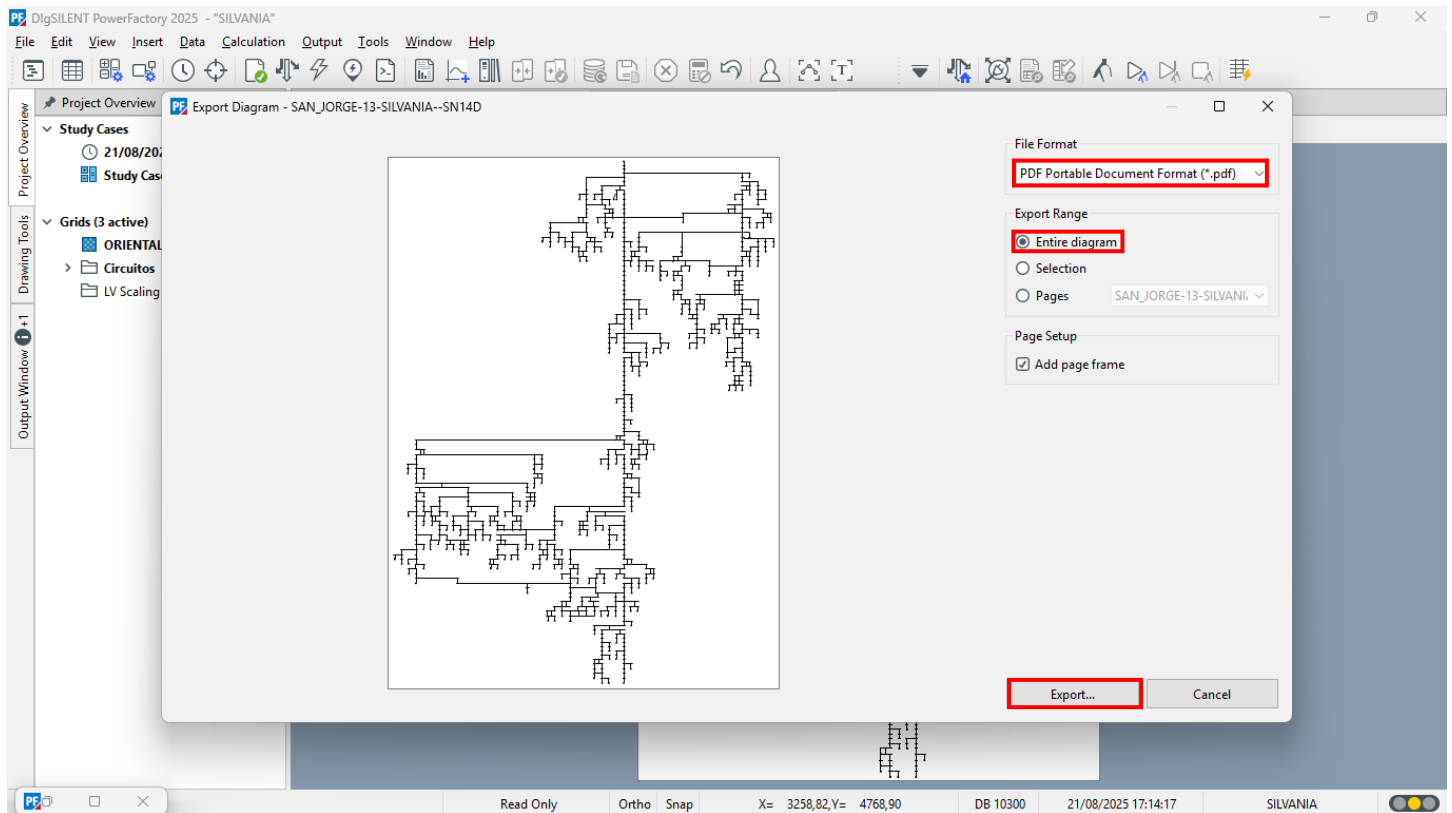 DIgSILENT PowerFactory 2025 - "SILVANIA"
File Edit View Insert Data Calculation Output Tools Window Help
Project Overview
Export Diagram - SAN_JORGE-13-SILVANIA--SN14D
Project Overview
Drawing Tools
Output Window +1
Study Cases
21/08/202
Study Cas
Grids (3 active)
ORIENTAL
Circuitos
LV Scaling
File Format
PDF Portable Document Format (*.pdf)
Export Range
Entire diagram
Selection
Pages SAN_JORGE-13-SILVANI
Page Setup
Add page frame
Export... Cancel
Read Only Ortho Snap X= 3258,82,Y= 4768,90 DB 10300 21/08/2025 17:14:17 SILVANIA